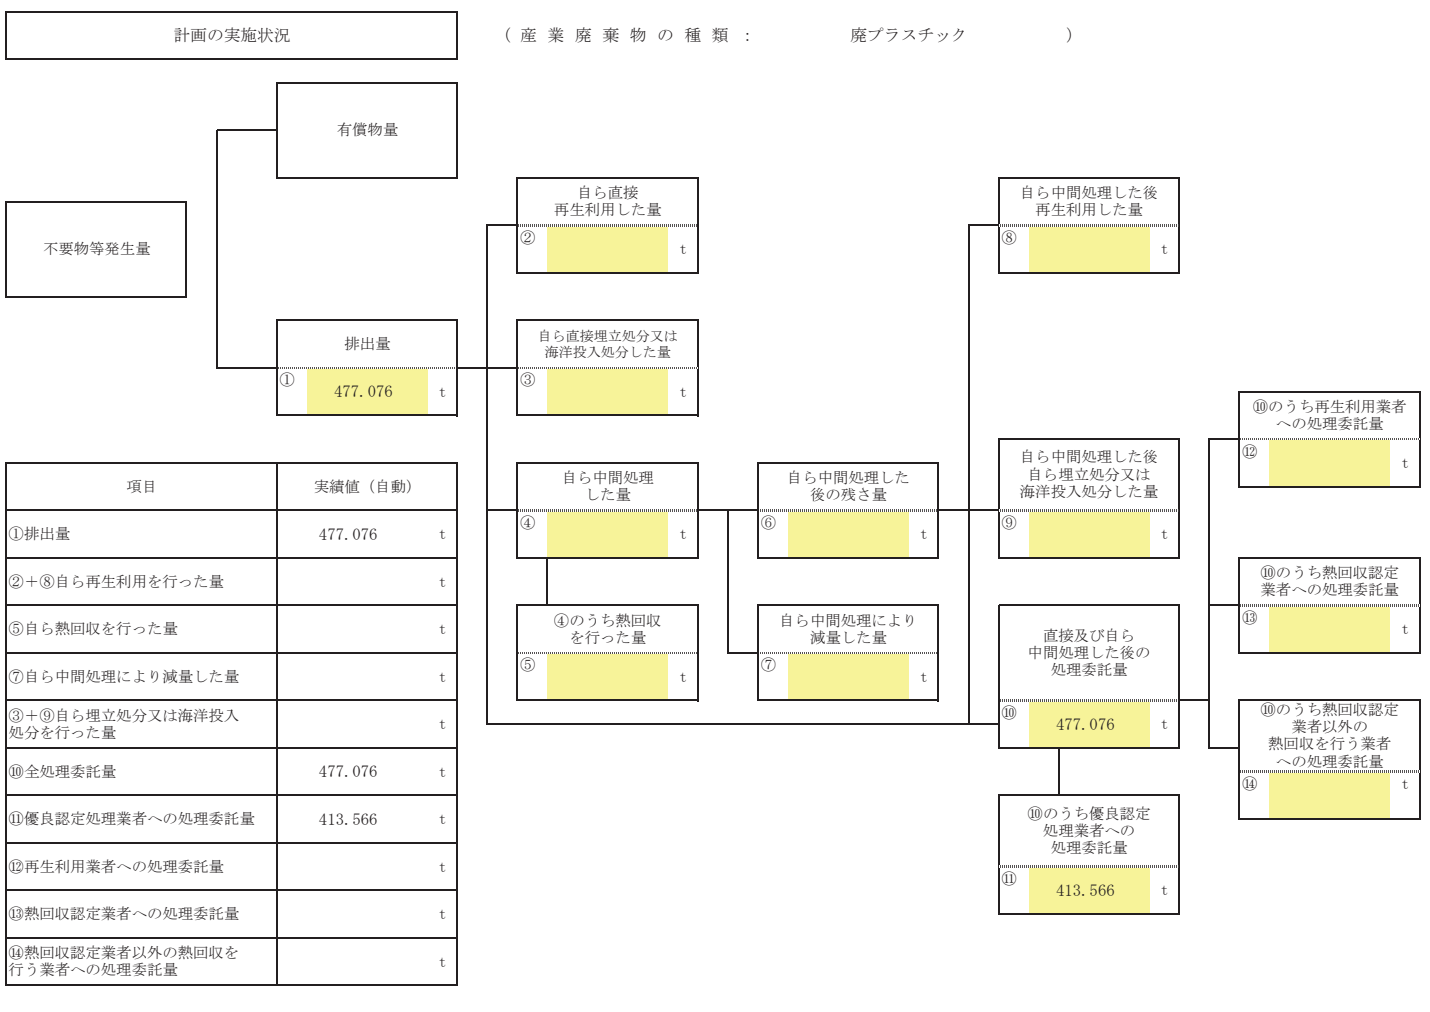 計画の実施状況
（産業廃棄物の種類：　廃プラスチック　）
有償物量
不要物等発生量
排出量
① 477.076 t
自ら直接
再生利用した量
② t
自ら直接埋立処分又は
海洋投入処分した量
③ t
自ら中間処理
した量
④ t
④のうち熱回収
を行った量
⑤ t
自ら中間処理した
後の残さ量
⑥ t
自ら中間処理により
減量した量
⑦ t
自ら中間処理した後
再生利用した量
⑧ t
自ら中間処理した後
自ら埋立処分又は
海洋投入処分した量
⑨ t
直接及び自ら
中間処理した後の
処理委託量
⑩ 477.076 t
⑩のうち優良認定
処理業者への
処理委託量
⑪ 413.566 t
⑩のうち再生利用業者
への処理委託量
⑫ t
⑩のうち熱回収認定
業者への処理委託量
⑬ t
⑩のうち熱回収認定
業者以外の
熱回収を行う業者
への処理委託量
⑭ t
項目 実績値（自動）
①排出量 477.076 t
②＋⑧自ら再生利用を行った量 t
⑤自ら熱回収を行った量 t
⑦自ら中間処理により減量した量 t
③＋⑨自ら埋立処分又は海洋投入
処分を行った量 t
⑩全処理委託量 477.076 t
⑪優良認定処理業者への処理委託量 413.566 t
⑫再生利用業者への処理委託量 t
⑬熱回収認定業者への処理委託量 t
⑭熱回収認定業者以外の熱回収を
行う業者への処理委託量 t